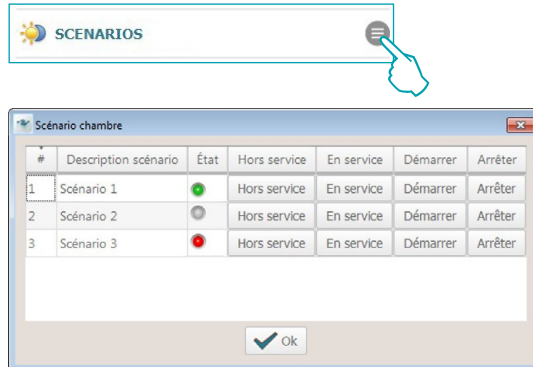 SCENARIOS
Scénario chambre
# Description scénario État Hors service En service Démarrer Arrêter
1 Scénario 1 Hors service En service Démarrer Arrêter
2 Scénario 2 Hors service En service Démarrer Arrêter
3 Scénario 3 Hors service En service Démarrer Arrêter
Ok